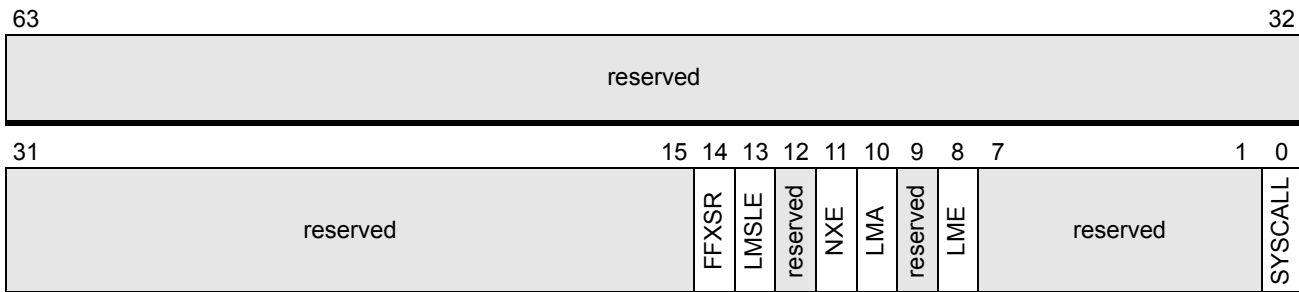 63 32
reserved
31 15 14 13 12 11 10 9 8 7 1 0
reserved FFXSR LMSLE reserved NXE LMA reserved LME reserved SYSCALL